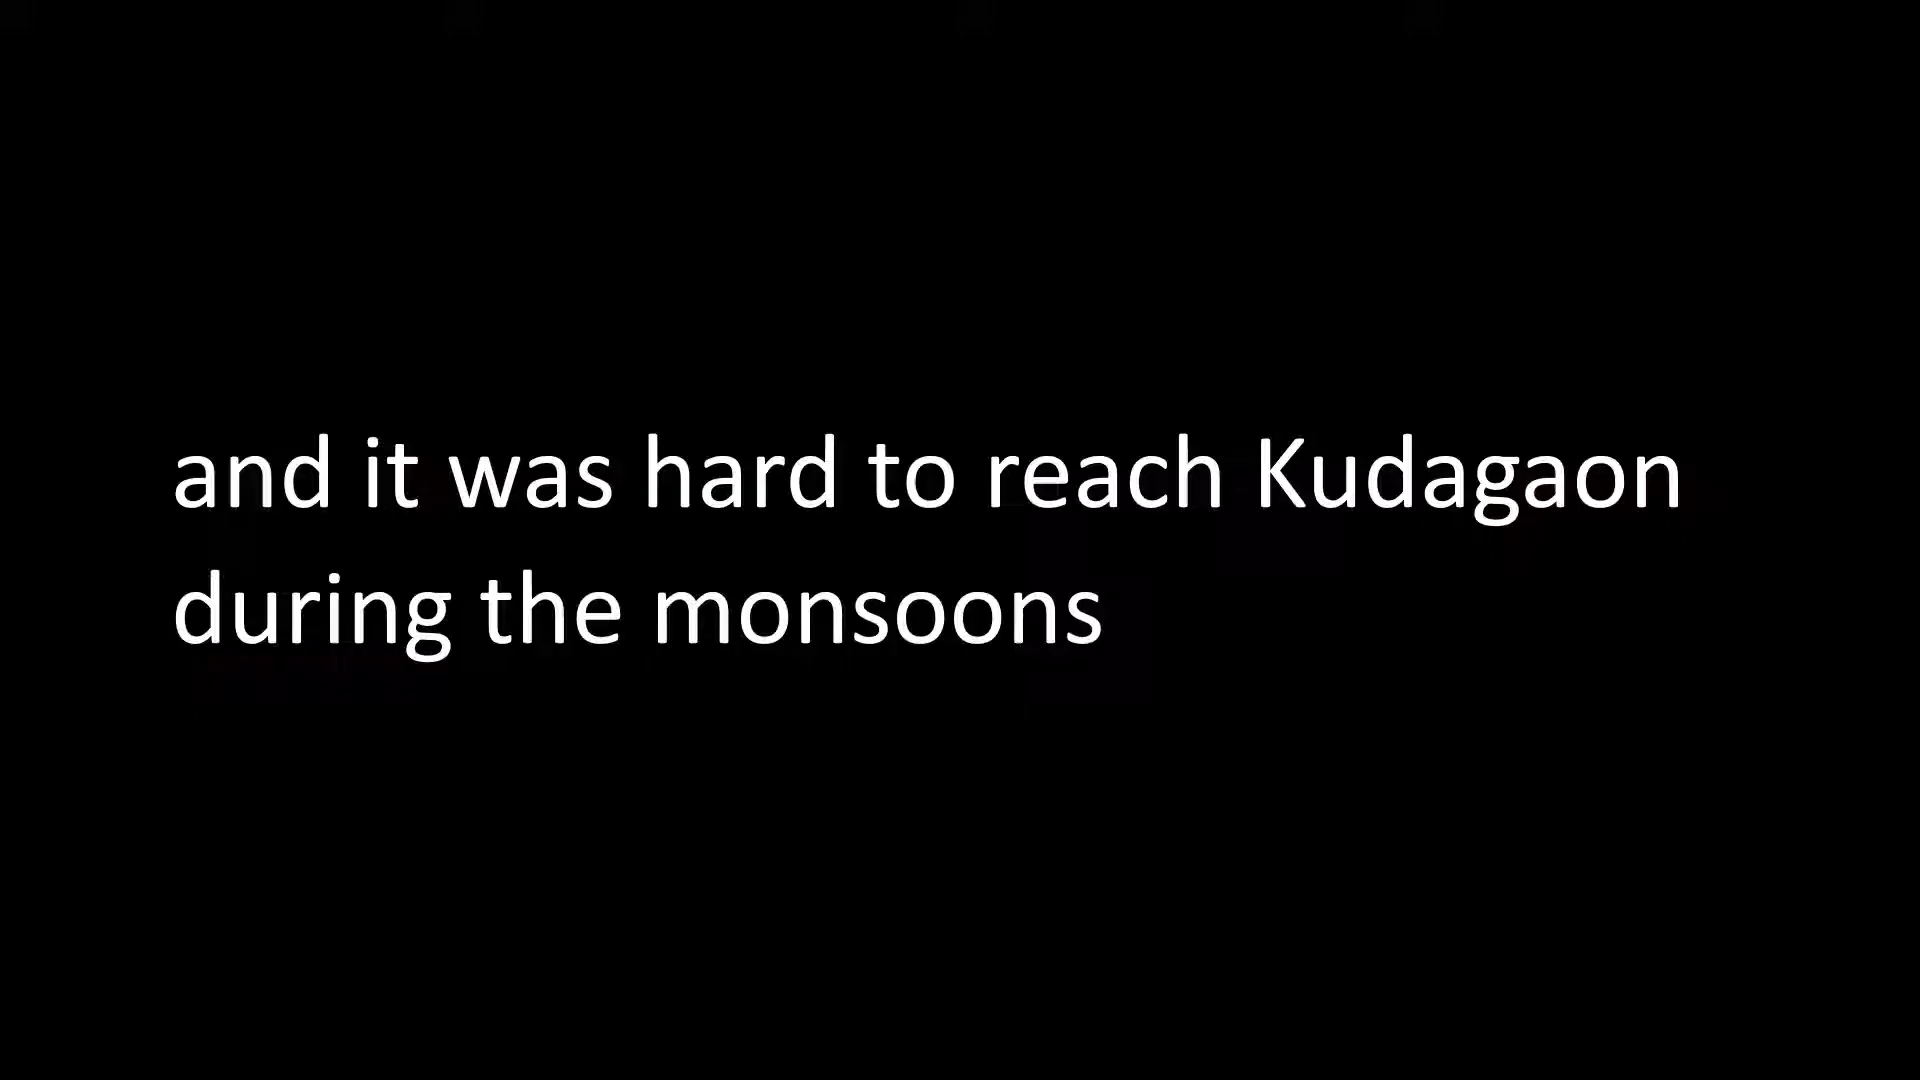 and it was hard to reach Kudagaon
during the monsoons